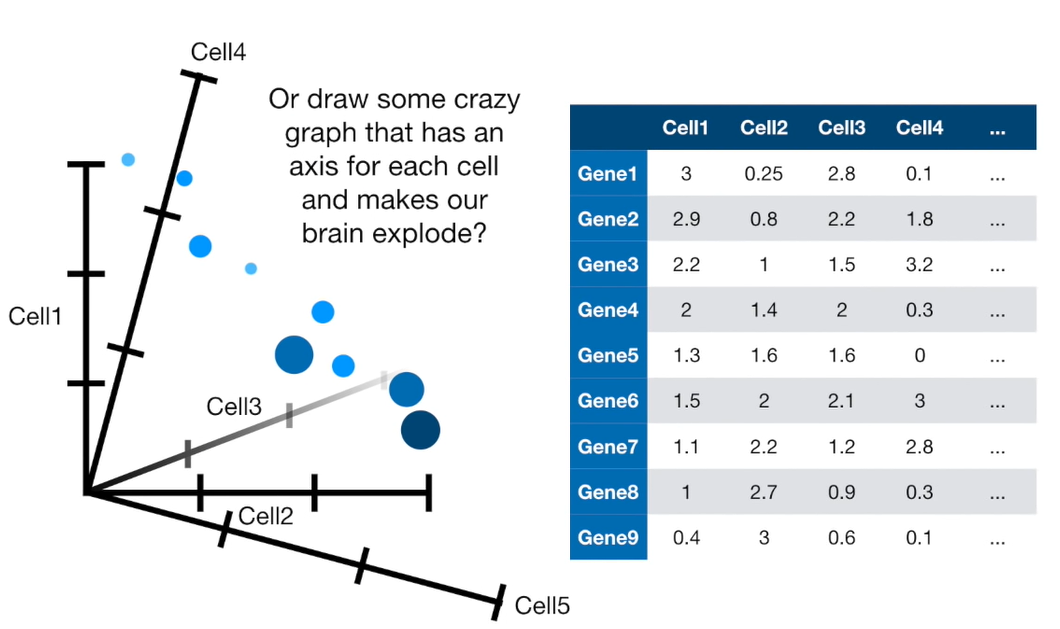 Cell4
Or draw some crazy
graph that has an
axis for each cell
and makes our
brain explode?
Cell1
Cell3
Cell2
Cell5
Cell1 Cell2 Cell3 Cell4 ...
Gene1 3 0.25 2.8 0.1 ...
Gene2 2.9 0.8 2.2 1.8 ...
Gene3 2.2 1 1.5 3.2 ...
Gene4 2 1.4 2 0.3 ...
Gene5 1.3 1.6 1.6 0 ...
Gene6 1.5 2 2.1 3 ...
Gene7 1.1 2.2 1.2 2.8 ...
Gene8 1 2.7 0.9 0.3 ...
Gene9 0.4 3 0.6 0.1 ...